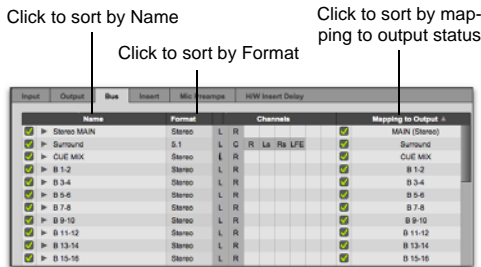 Click to sort by Name
Click to sort by map-
ping to output status
Click to sort by Format
Input Output Bus Insert Mic Preamps H/W Insert Delay
Name Format Channels Mapping to Output
Stereo MAIN Stereo L R MAIN (Stereo)
Surround 5.1 L C R Ls Rs LFE Surround
CUE MIX Stereo L R CUE MIX
B 1-2 Stereo L R B 1-2
B 3-4 Stereo L R B 3-4
B 5-6 Stereo L R B 5-6
B 7-8 Stereo L R B 7-8
B 9-10 Stereo L R B 9-10
B 11-12 Stereo L R B 11-12
B 13-14 Stereo L R B 13-14
B 15-16 Stereo L R B 15-16